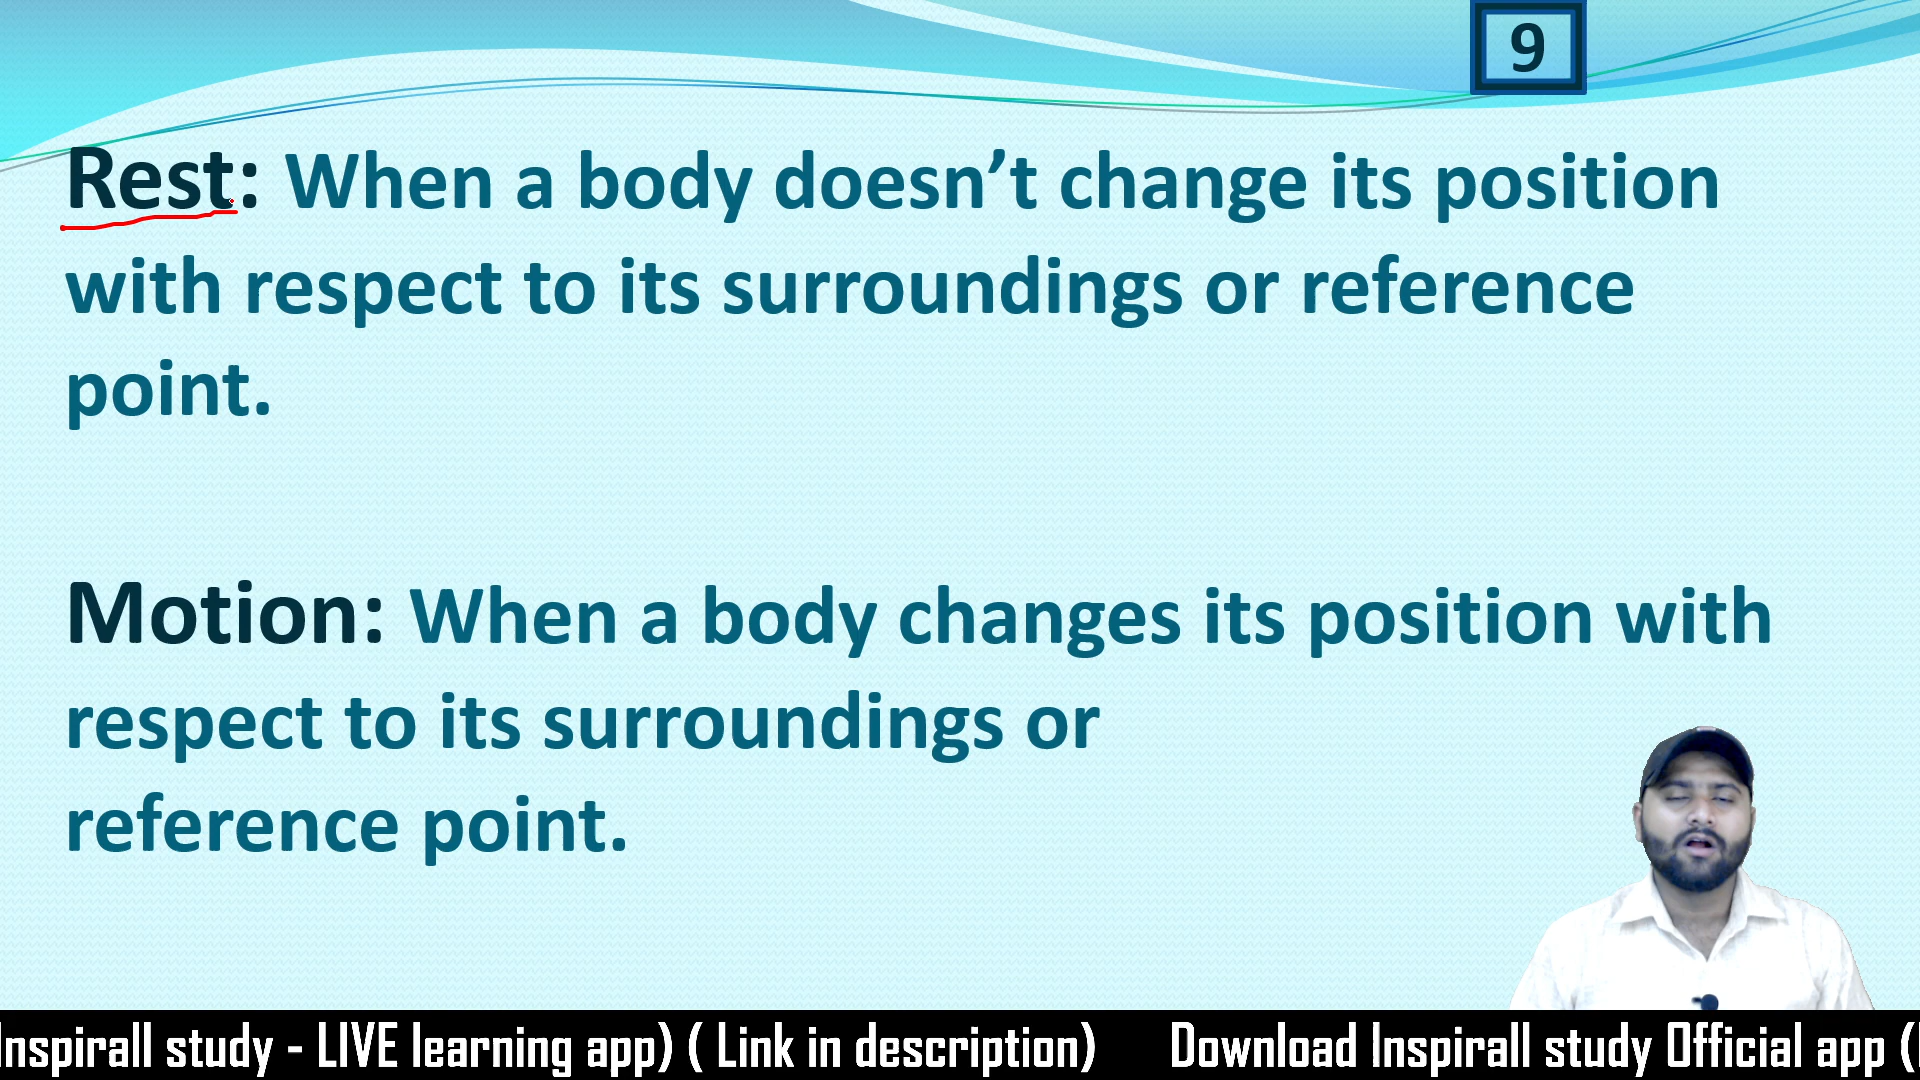 9
Rest: When a body doesn’t change its position
with respect to its surroundings or reference
point.
Motion: When a body changes its position with
respect to its surroundings or
reference point.
Inspirall study - LIVE learning app) ( Link in description) Download Inspirall study Official app (